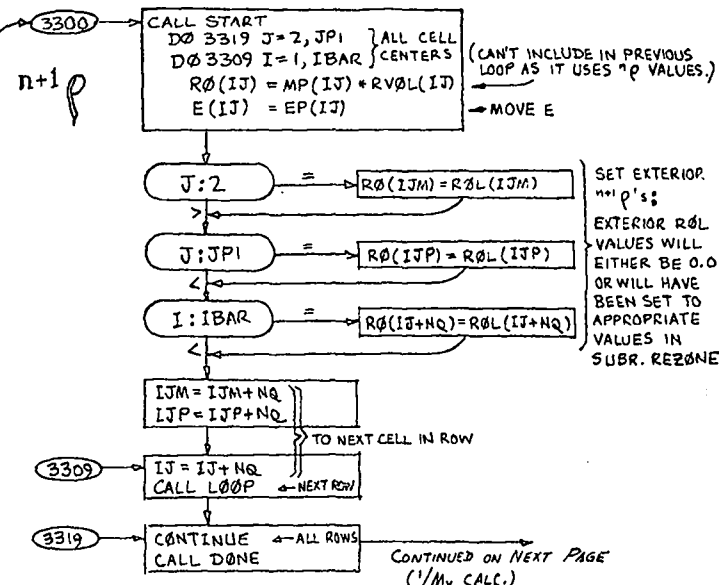 3300
n+1ρ
CALL START
DØ 3319 J=2, JP1
DØ 3309 I=1, IBAR
} ALL CELL
CENTERS
RØ(IJ) = MP(IJ) * RVØL(IJ)
E(IJ) = EP(IJ)
(CAN'T INCLUDE IN PREVIOUS
LOOP AS IT USES ⁿρ VALUES.)
MOVE E
J:2
=
RØ(IJM) = RØL(IJM)
>
J:JP1
=
RØ(IJP) = RØL(IJP)
<
I:IBAR
=
RØ(IJ+NQ) = RØL(IJ+NQ)
<
SET EXTERIOR
n+1ρ's:
EXTERIOR RØL
VALUES WILL
EITHER BE 0.0
OR WILL HAVE
BEEN SET TO
APPROPRIATE
VALUES IN
SUBR. REZØNE
IJM = IJM+NQ
IJP = IJP+NQ
TO NEXT CELL IN ROW
3309
IJ = IJ+NQ
CALL LØØP ← NEXT ROW
3319
CØNTINUE ← ALL ROWS
CALL DØNE
CONTINUED ON NEXT PAGE
(1/Mv CALC.)